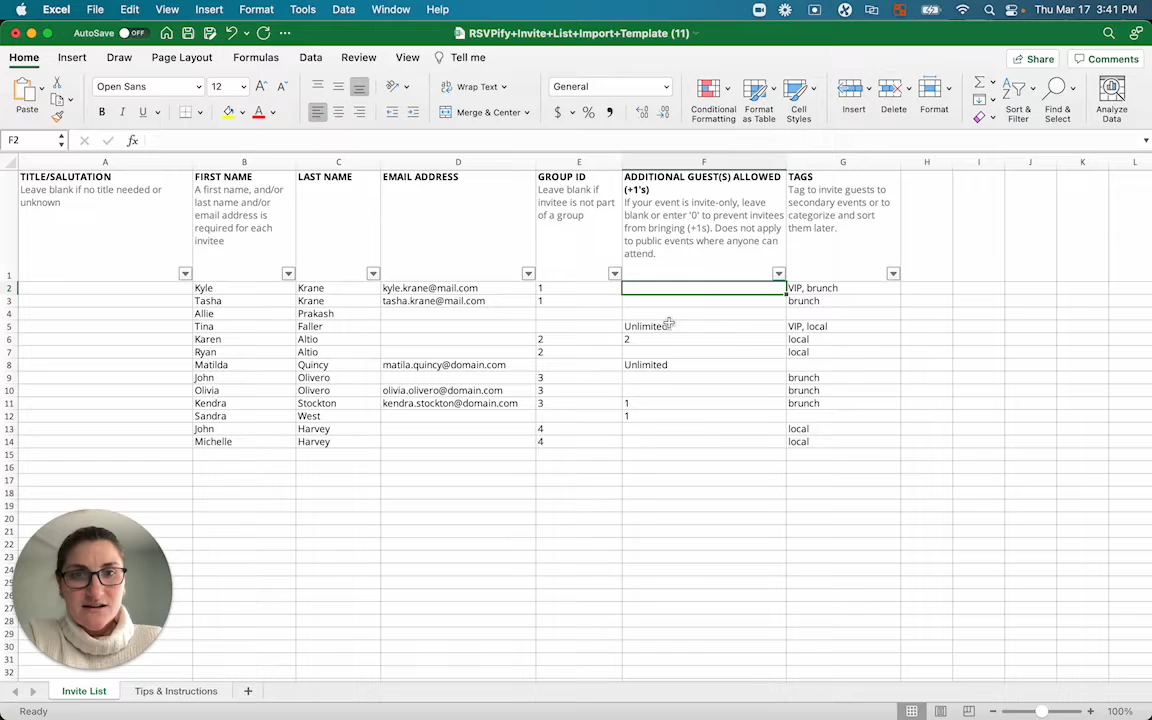 Excel File Edit View Insert Format Tools Data Window Help Thu Mar 17 3:41 PM
AutoSave OFF RSVPify+Invite+List+Import+Template (11)
Home Insert Draw Page Layout Formulas Data Review View Tell me Share Comments
Open Sans 12 Wrap Text General
Paste B I U Merge & Center $ % Conditional Formatting Format as Table Cell Styles Insert Delete Format Sort & Filter Find & Select Analyze Data
F2 fx
A B C D E F G H I J K L
TITLE/SALUTATION FIRST NAME LAST NAME EMAIL ADDRESS GROUP ID ADDITIONAL GUEST(S) ALLOWED (+1's) TAGS
Leave blank if no title needed or unknown
A first name, and/or last name and/or email address is required for each invitee
Leave blank if invitee is not part of a group
If your event is invite-only, leave blank or enter '0' to prevent invitees from bringing (+1s). Does not apply to public events where anyone can attend.
Tag to invite guests to secondary events or to categorize and sort them later.
1
2 Kyle Krane kyle.krane@mail.com 1 VIP, brunch
3 Tasha Krane tasha.krane@mail.com 1 brunch
4 Allie Prakash
5 Tina Faller Unlimited VIP, local
6 Karen Altio 2 2 local
7 Ryan Altio 2 local
8 Matilda Quincy matila.quincy@domain.com Unlimited
9 John Olivero 3 brunch
10 Olivia Olivero olivia.olivero@domain.com 3 brunch
11 Kendra Stockton kendra.stockton@domain.com 3 1 brunch
12 Sandra West 1
13 John Harvey 4 local
14 Michelle Harvey 4 local
15
16
17
18
19
20
21
22
23
24
25
26
27
28
29
30
31
32
Invite List Tips & Instructions +
Ready 100%